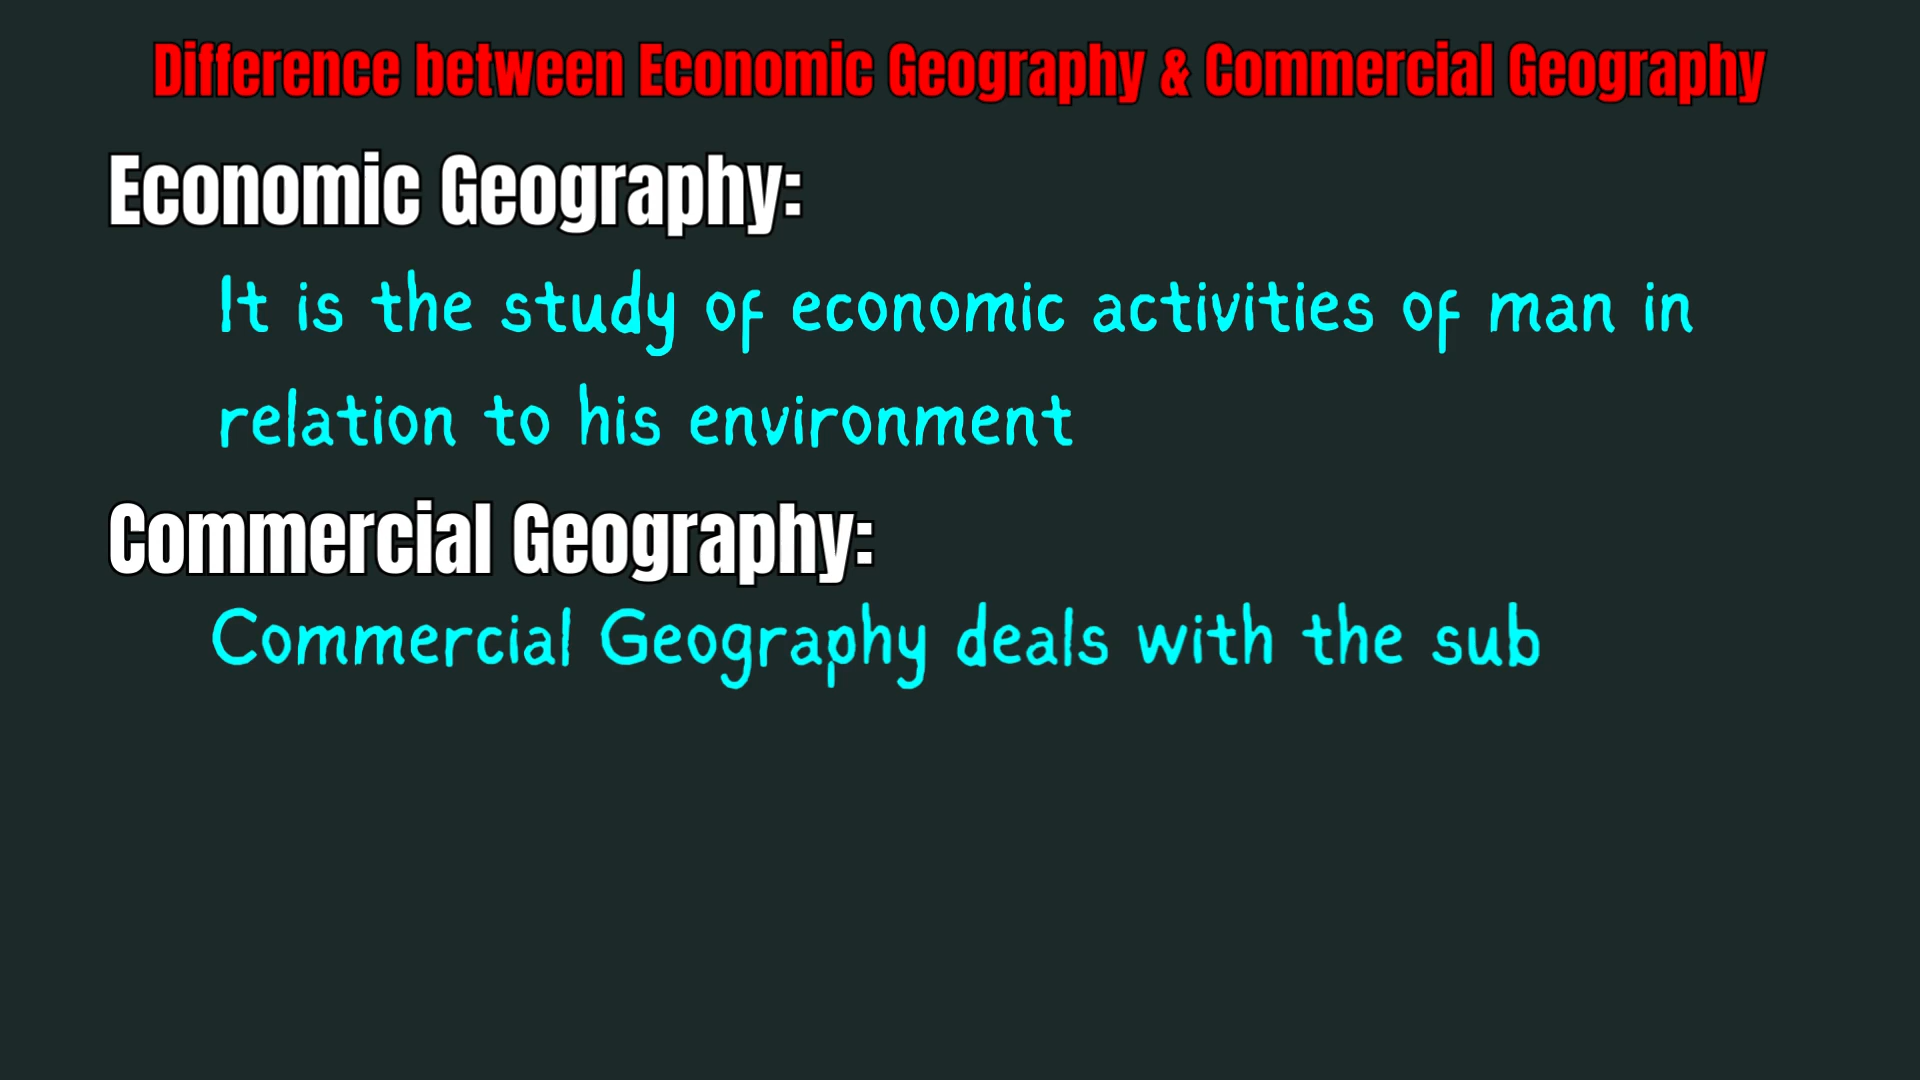 Difference between Economic Geography & Commercial Geography
Economic Geography:
It is the study of economic activities of man in
relation to his environment
Commercial Geography:
Commercial Geography deals with the sub